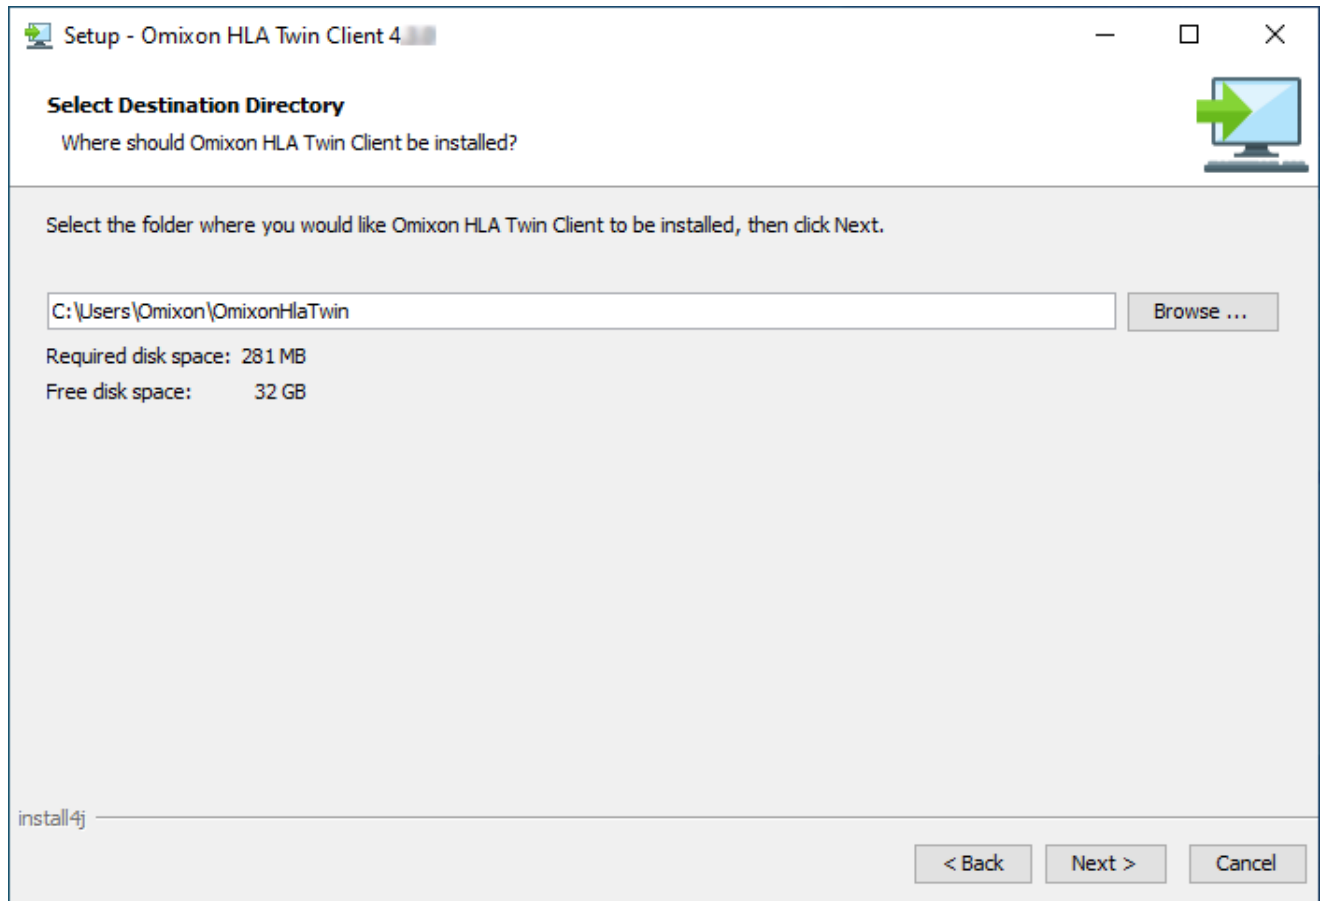 Setup - Omixon HLA Twin Client 4
Select Destination Directory
Where should Omixon HLA Twin Client be installed?
Select the folder where you would like Omixon HLA Twin Client to be installed, then click Next.
C:\Users\Omixon\OmixonHlaTwin
Browse ...
Required disk space: 281 MB
Free disk space: 32 GB
install4j
< Back
Next >
Cancel